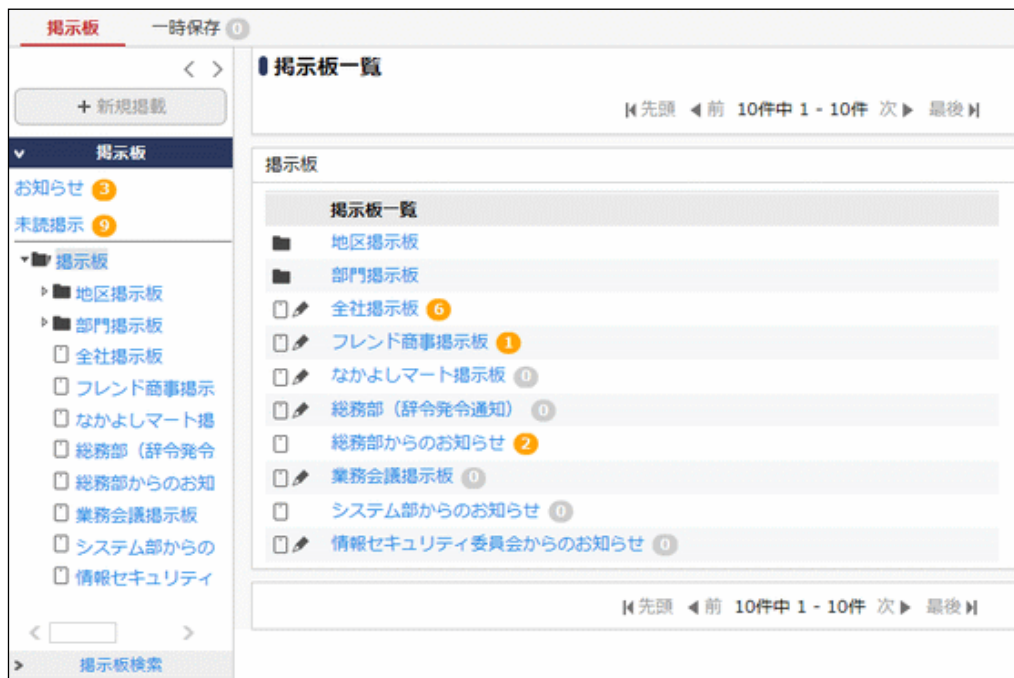 掲示板 一時保存 0
+ 新規掲載
掲示板
お知らせ 3
未読掲示 9
掲示板
地区掲示板
部門掲示板
全社掲示板
フレンド商事掲示
なかよしマート掲
総務部（辞令発令
総務部からのお知
業務会議掲示板
システム部からの
情報セキュリティ
掲示板検索
掲示板一覧
先頭 前 10件中 1 - 10件 次 最後
掲示板
掲示板一覧
地区掲示板
部門掲示板
全社掲示板 6
フレンド商事掲示板 1
なかよしマート掲示板 0
総務部（辞令発令通知） 0
総務部からのお知らせ 2
業務会議掲示板 0
システム部からのお知らせ 0
情報セキュリティ委員会からのお知らせ 0
先頭 前 10件中 1 - 10件 次 最後